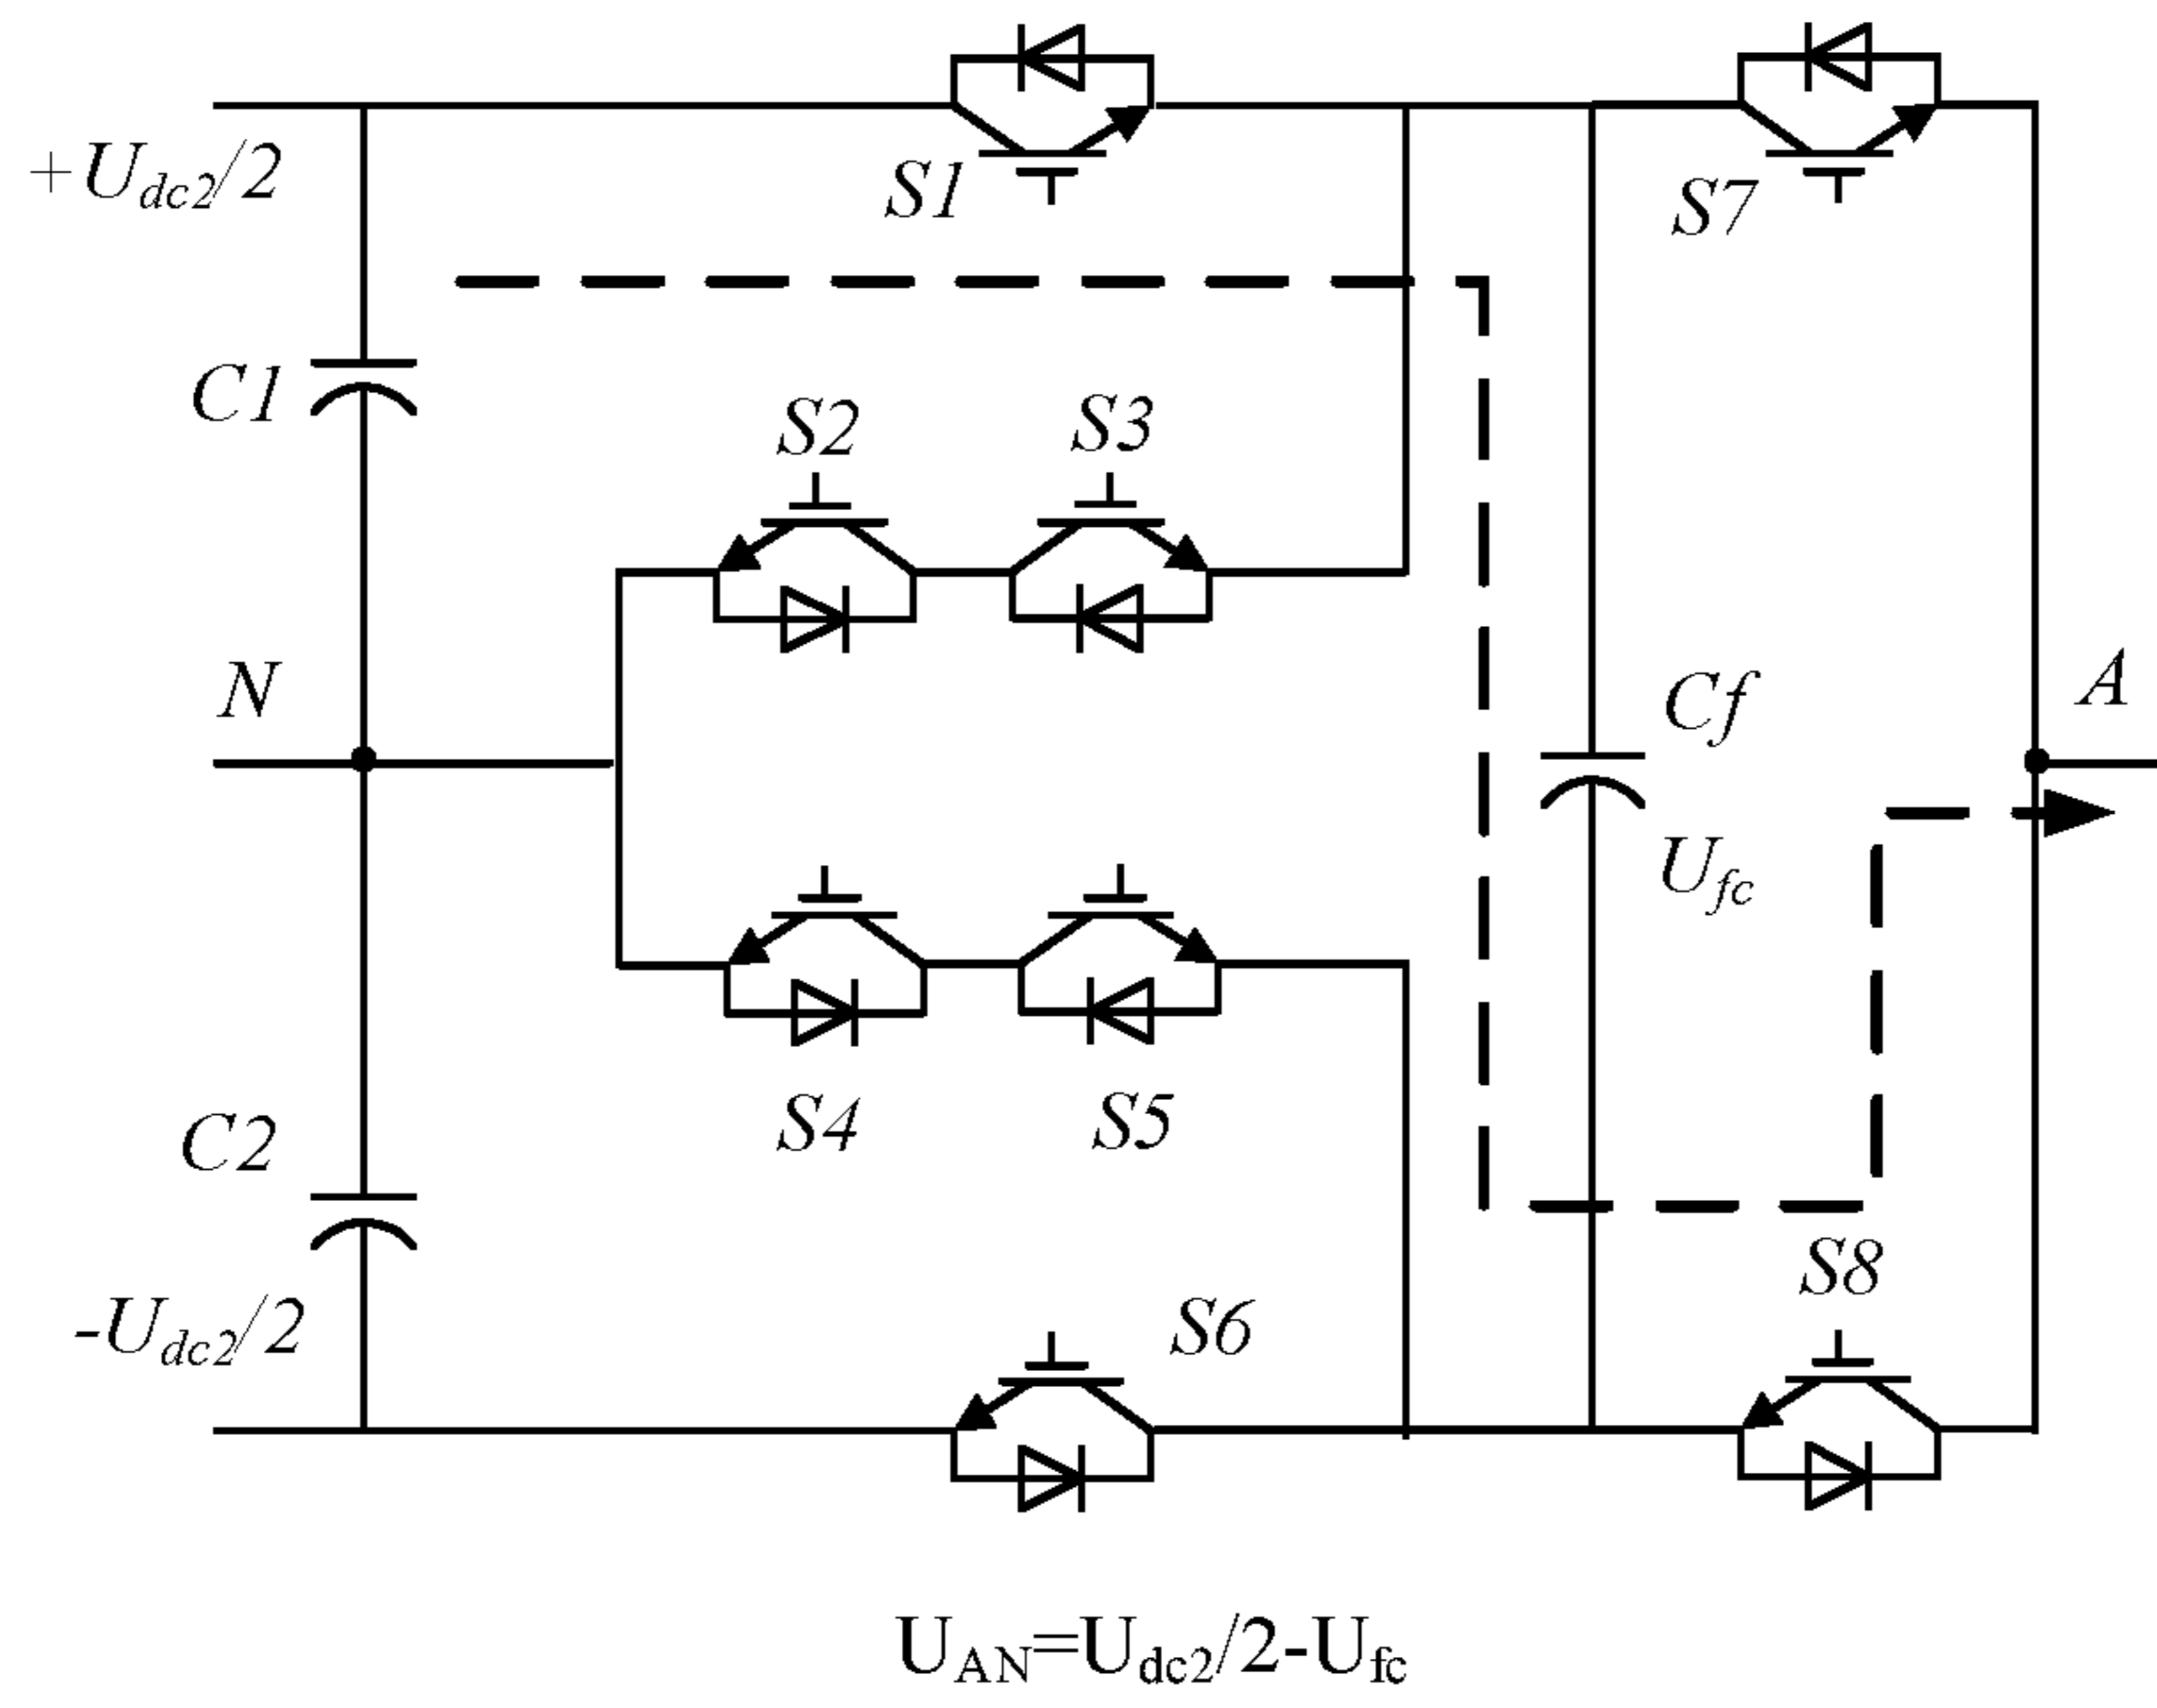 +Udc2/2
S1
S7
C1
S2
S3
N
Cf
A
Ufc
S4
S5
C2
S8
-Udc2/2
S6
UAN=Udc2/2-Ufc